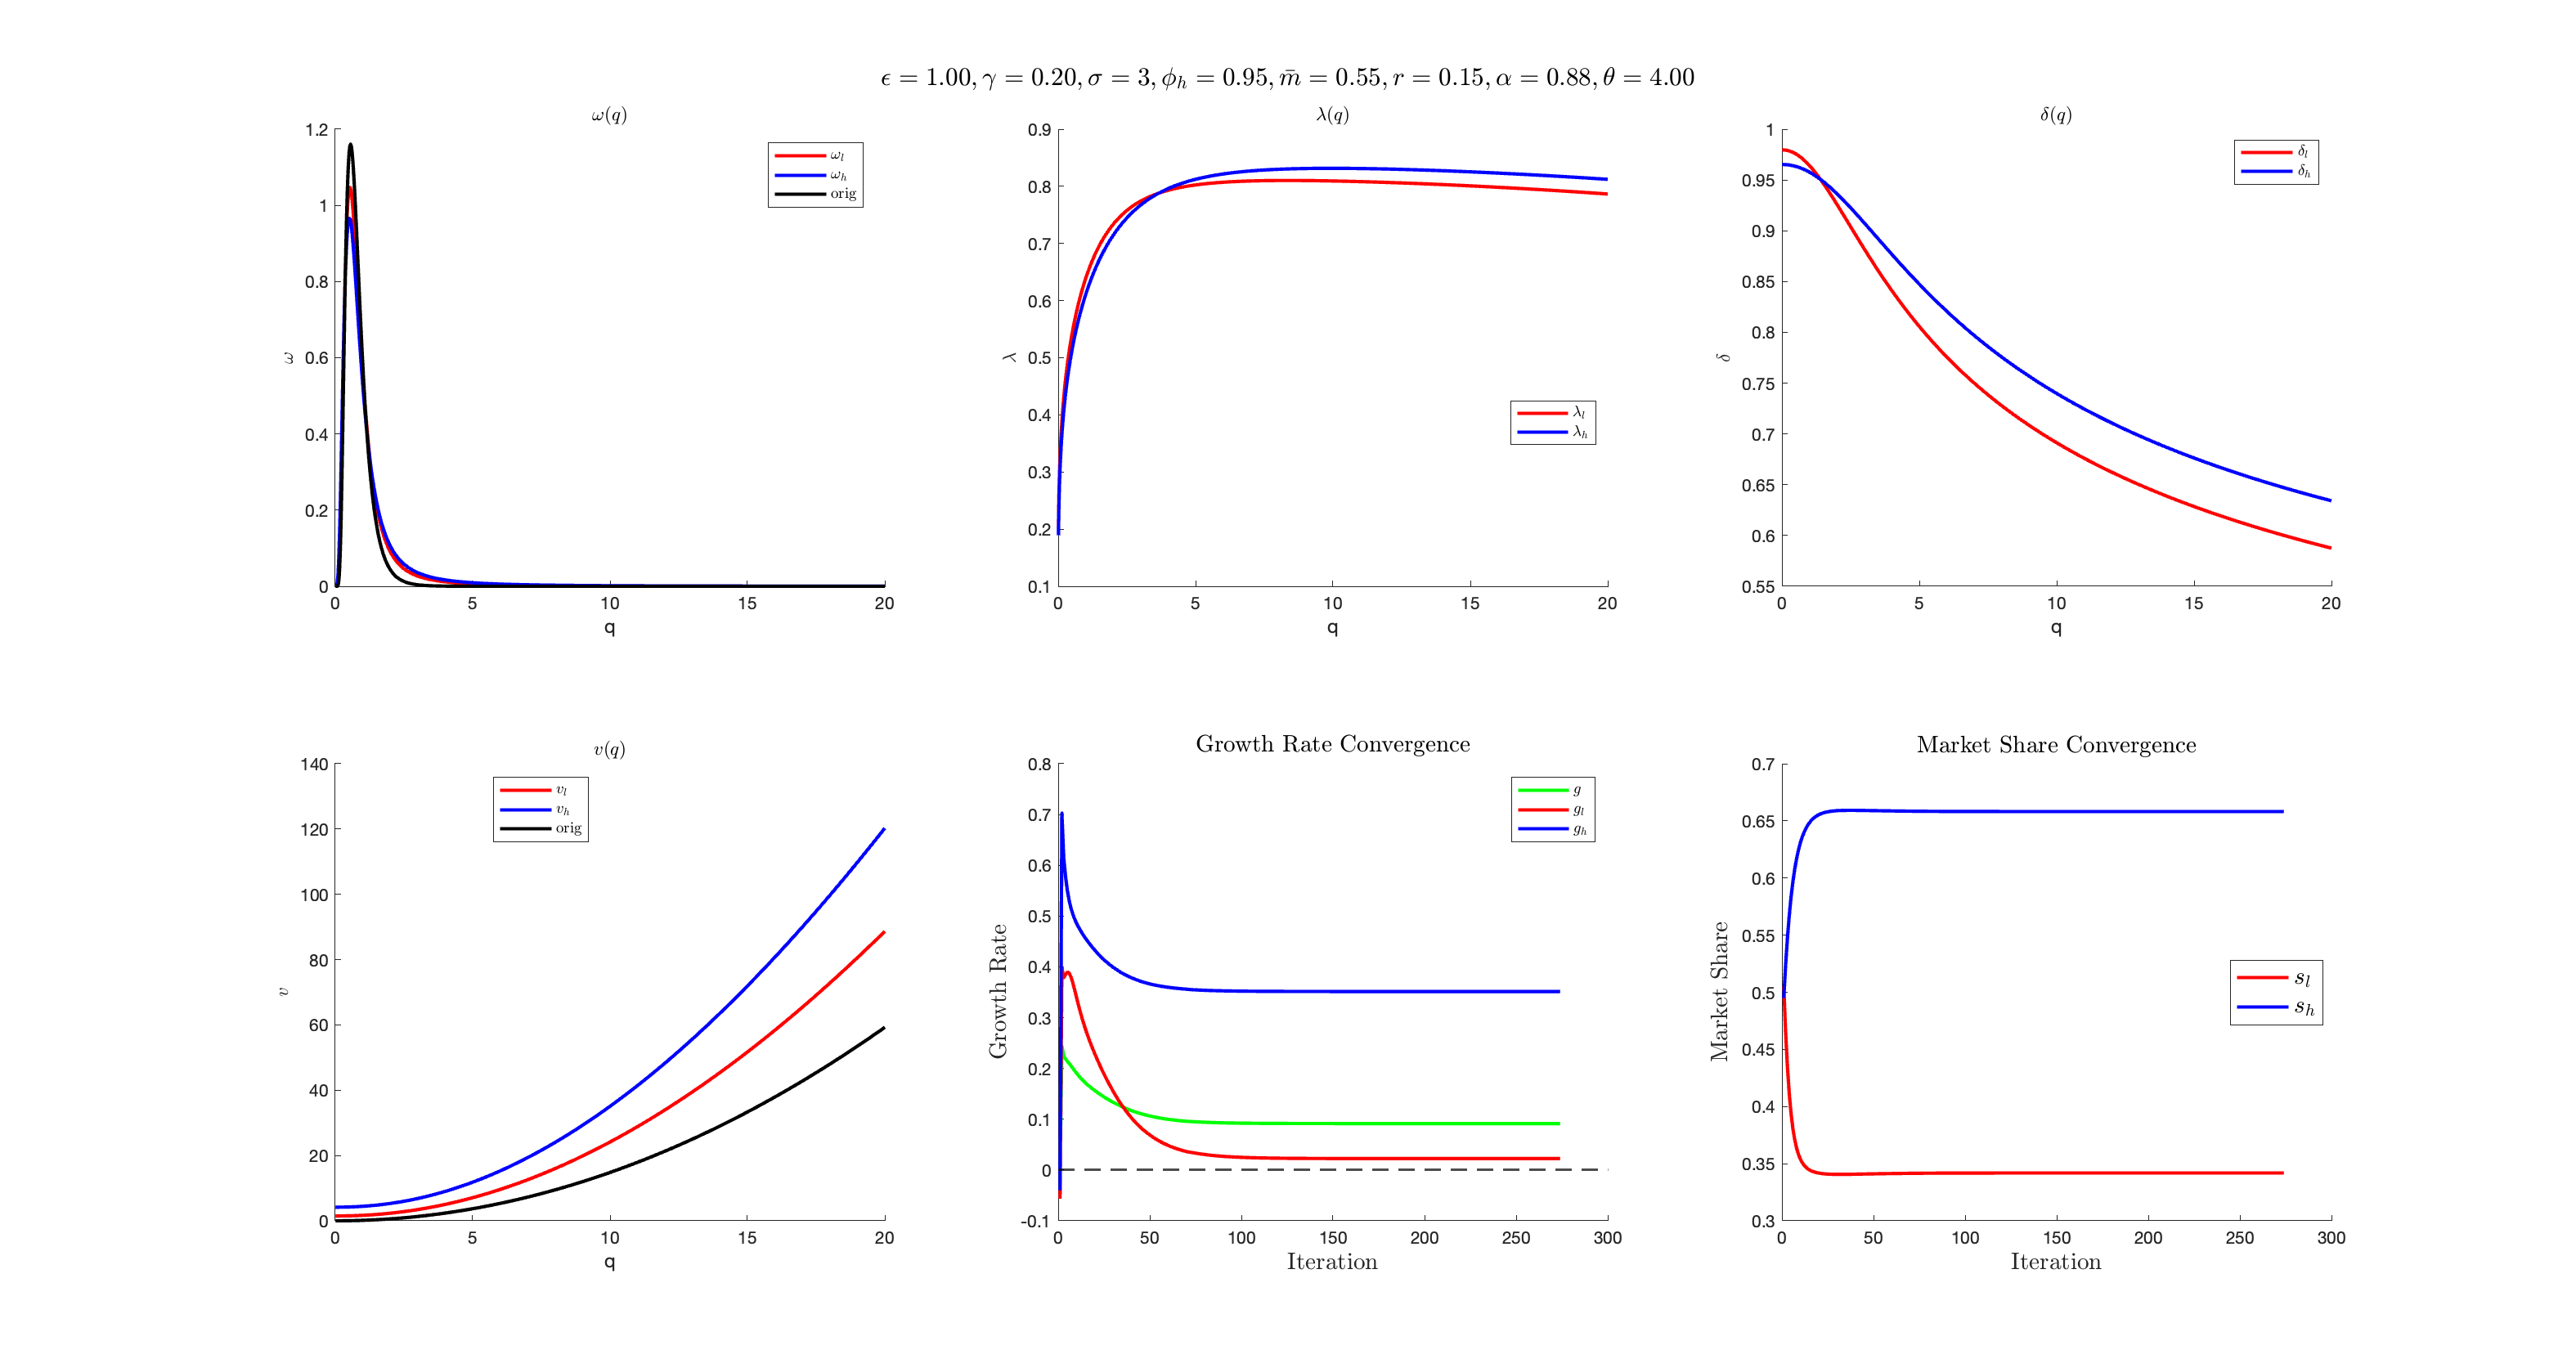 ϵ = 1.00, γ = 0.20, σ = 3, ϕ_h = 0.95, m̄ = 0.55, r = 0.15, α = 0.88, θ = 4.00
ω(q)
1.2
1
0.8
0.6
0.4
0.2
0
ω
0 5 10 15 20
q
ω_l
ω_h
orig
λ(q)
0.9
0.8
0.7
0.6
0.5
0.4
0.3
0.2
0.1
λ
0 5 10 15 20
q
λ_l
λ_h
δ(q)
1
0.95
0.9
0.85
0.8
0.75
0.7
0.65
0.6
0.55
δ
0 5 10 15 20
q
δ_l
δ_h
v(q)
140
120
100
80
60
40
20
0
v
0 5 10 15 20
q
v_l
v_h
orig
Growth Rate Convergence
0.8
0.7
0.6
0.5
0.4
0.3
0.2
0.1
0
-0.1
Growth Rate
0 50 100 150 200 250 300
Iteration
g
g_l
g_h
Market Share Convergence
0.7
0.65
0.6
0.55
0.5
0.45
0.4
0.35
0.3
Market Share
0 50 100 150 200 250 300
Iteration
s_l
s_h